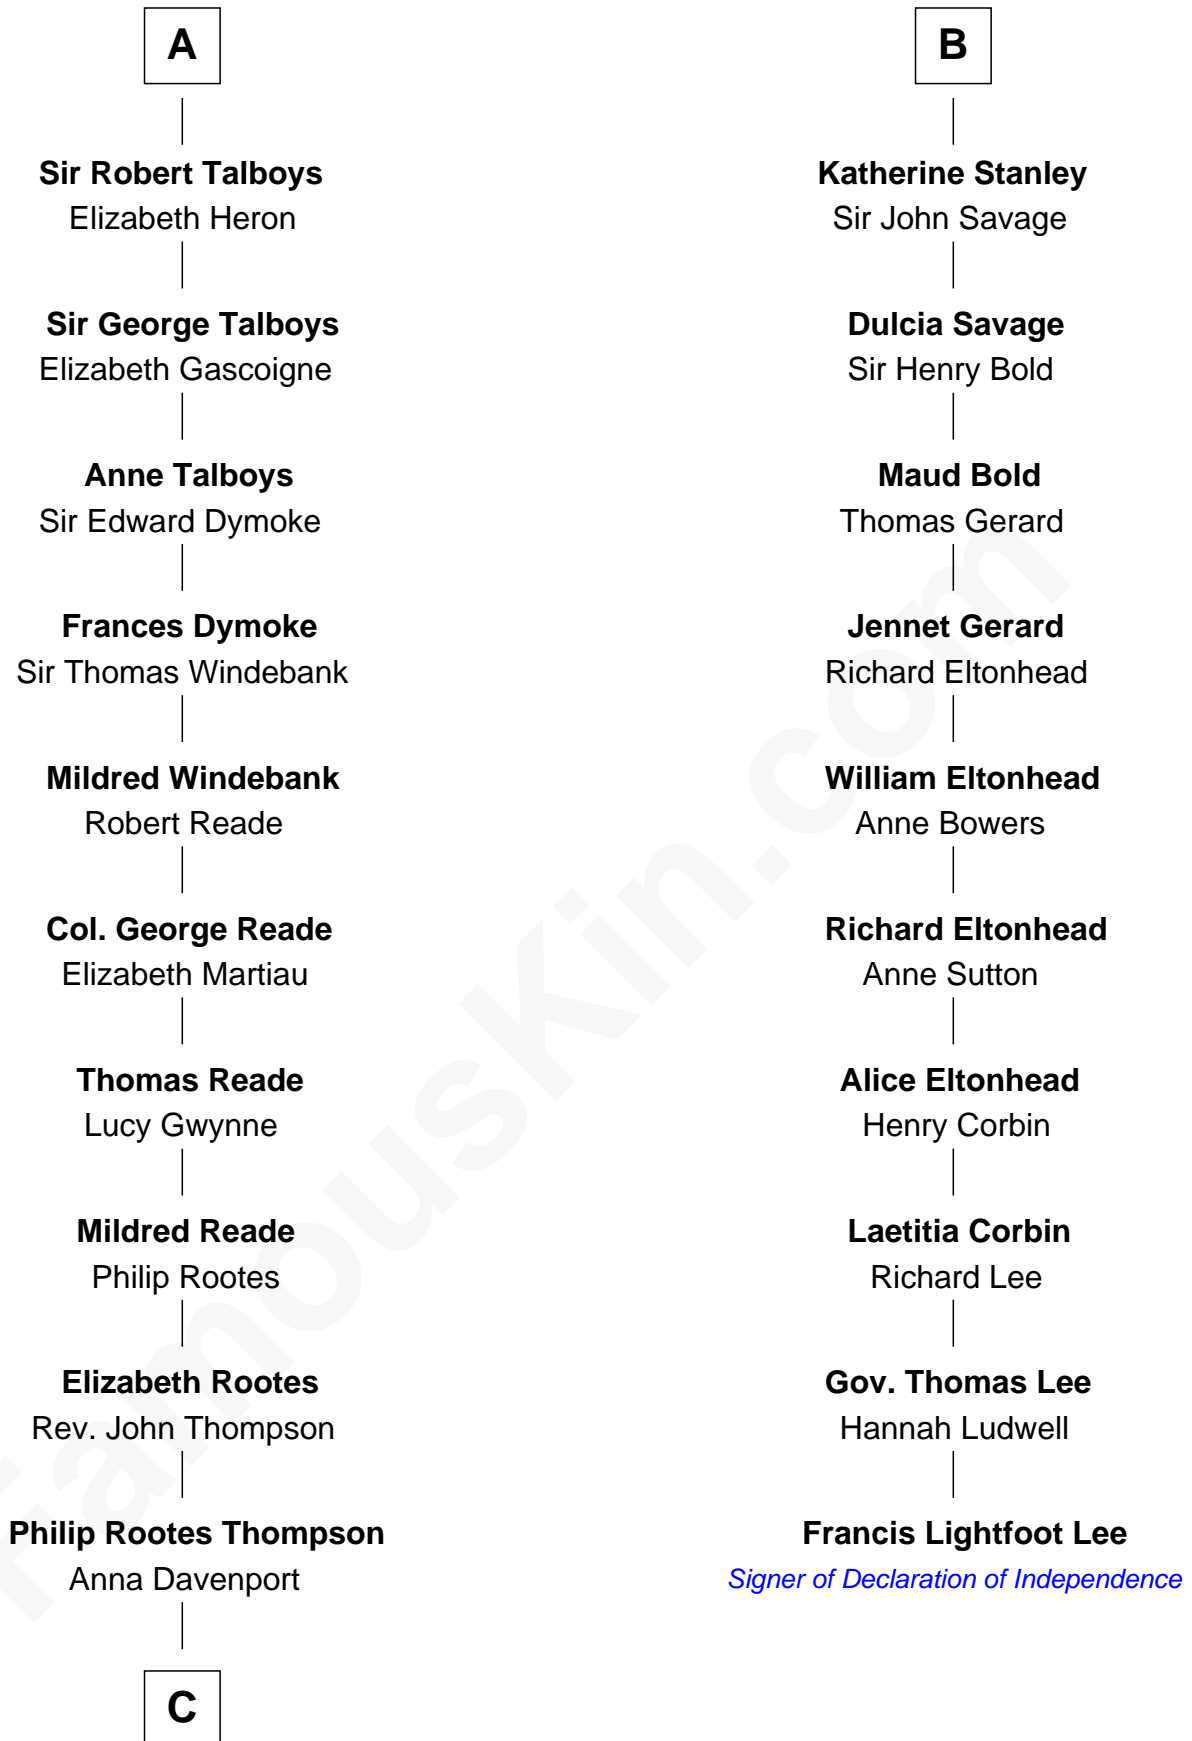 A
Sir Robert Talboys
Elizabeth Heron
Sir George Talboys
Elizabeth Gascoigne
Anne Talboys
Sir Edward Dymoke
Frances Dymoke
Sir Thomas Windebank
Mildred Windebank
Robert Reade
Col. George Reade
Elizabeth Martiau
Thomas Reade
Lucy Gwynne
Mildred Reade
Philip Rootes
Elizabeth Rootes
Rev. John Thompson
Philip Rootes Thompson
Anna Davenport
C
B
Katherine Stanley
Sir John Savage
Dulcia Savage
Sir Henry Bold
Maud Bold
Thomas Gerard
Jennet Gerard
Richard Eltonhead
William Eltonhead
Anne Bowers
Richard Eltonhead
Anne Sutton
Alice Eltonhead
Henry Corbin
Laetitia Corbin
Richard Lee
Gov. Thomas Lee
Hannah Ludwell
Francis Lightfoot Lee
Signer of Declaration of Independence
FamousKin.com